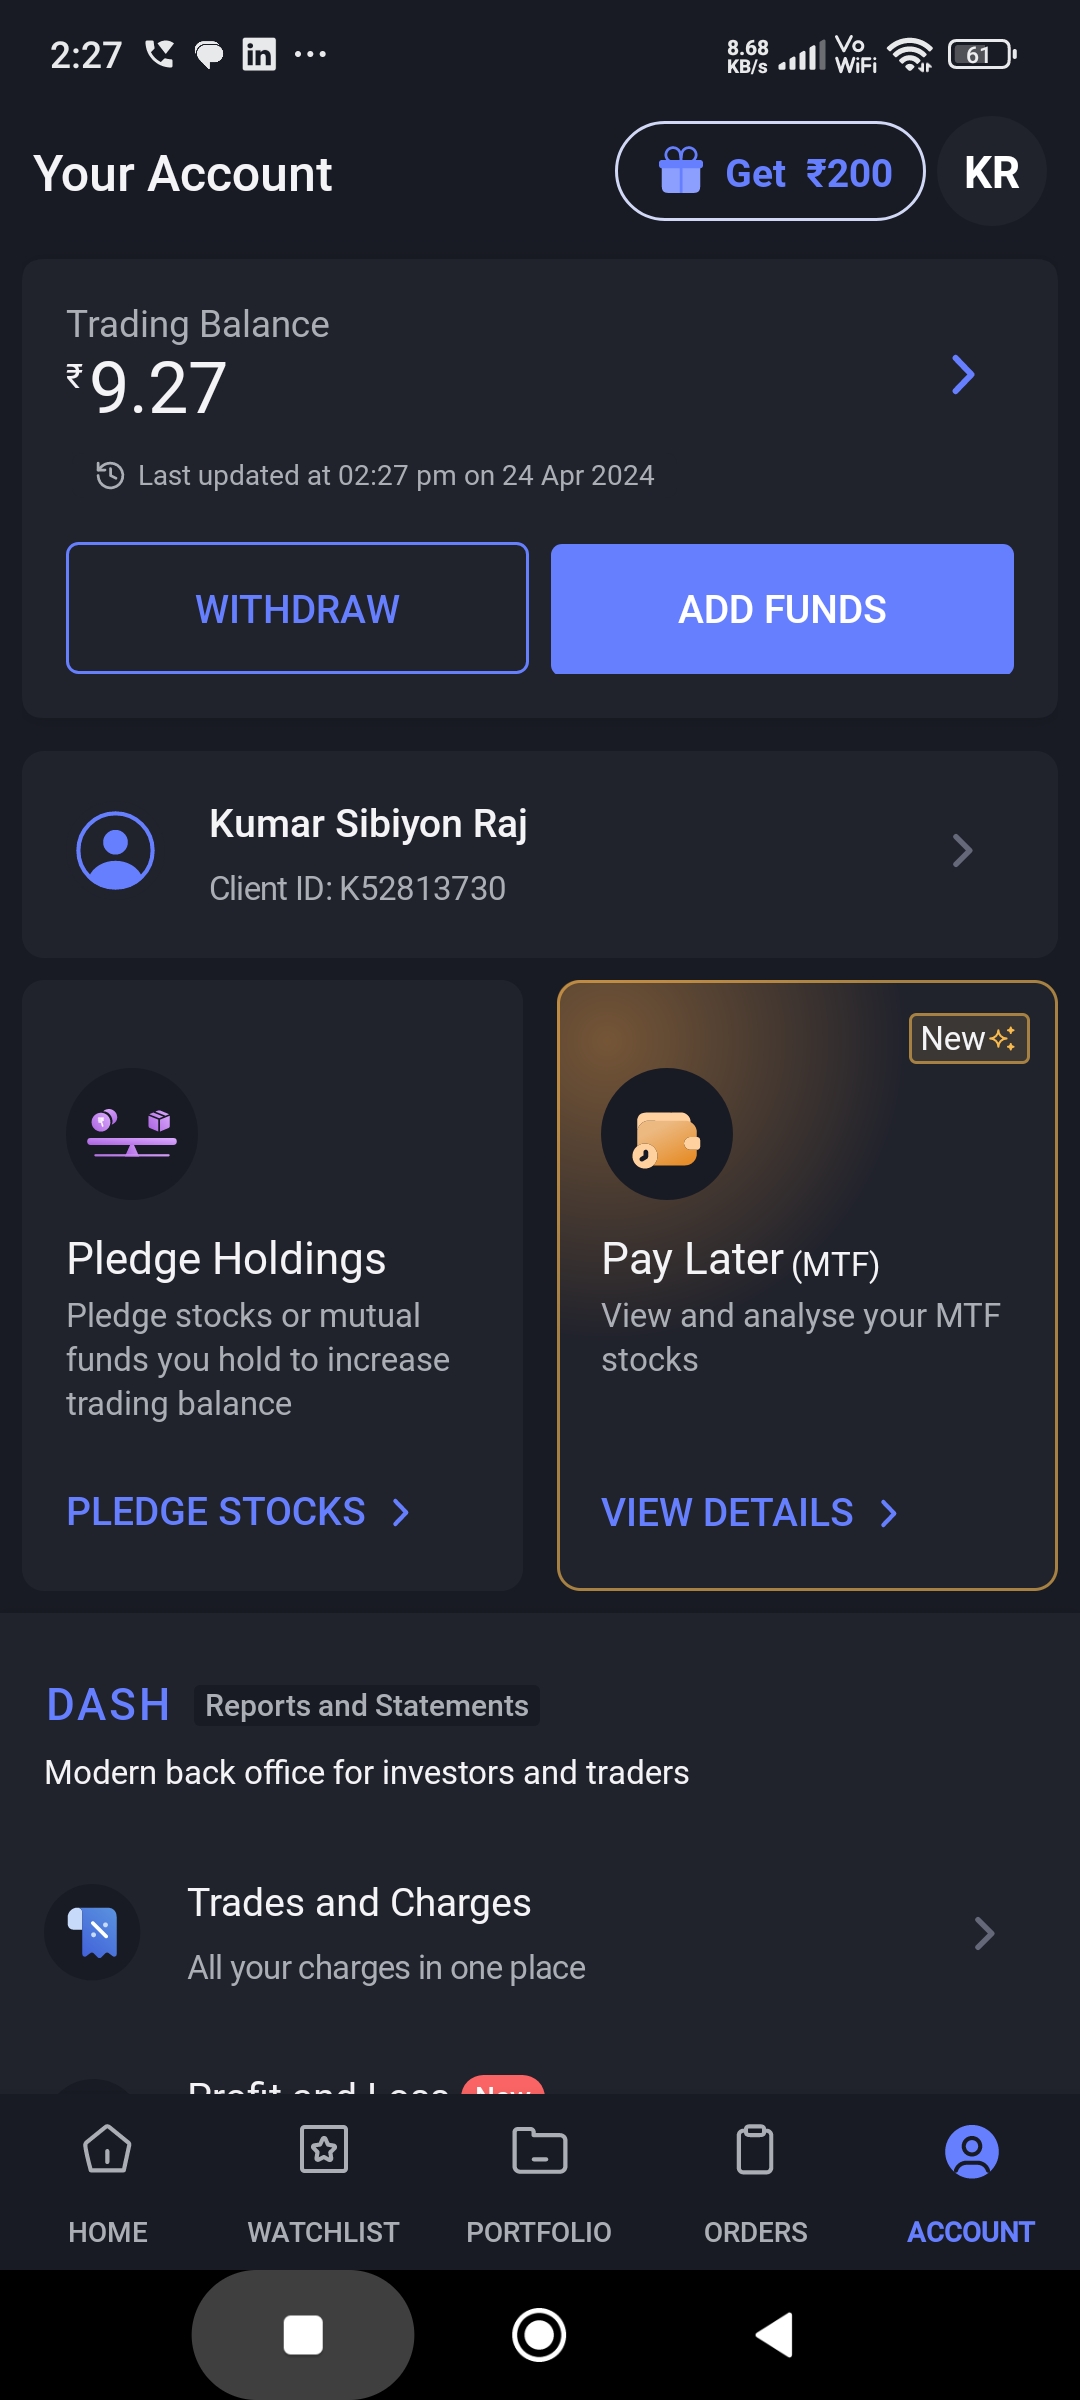 2:27
8.68
KB/s
Vo
WiFi
61
Your Account
Get ₹200
KR
Trading Balance
₹9.27
Last updated at 02:27 pm on 24 Apr 2024
WITHDRAW
ADD FUNDS
Kumar Sibiyon Raj
Client ID: K52813730
Pledge Holdings
Pledge stocks or mutual
funds you hold to increase
trading balance
PLEDGE STOCKS
New
Pay Later (MTF)
View and analyse your MTF
stocks
VIEW DETAILS
DASH
Reports and Statements
Modern back office for investors and traders
Trades and Charges
All your charges in one place
Profit and Loss
New
HOME
WATCHLIST
PORTFOLIO
ORDERS
ACCOUNT